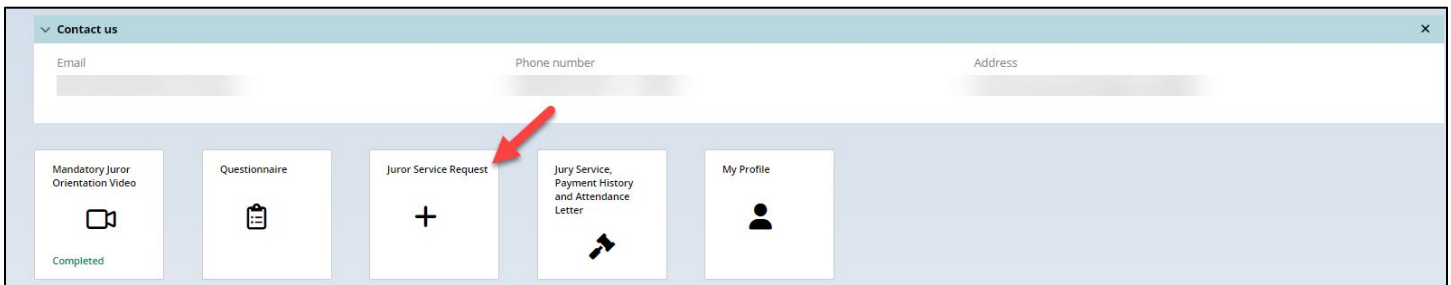 Contact us
Email
Phone number
Address
Mandatory Juror
Orientation Video
Completed
Questionnaire
Juror Service Request
Jury Service,
Payment History
and Attendance
Letter
My Profile